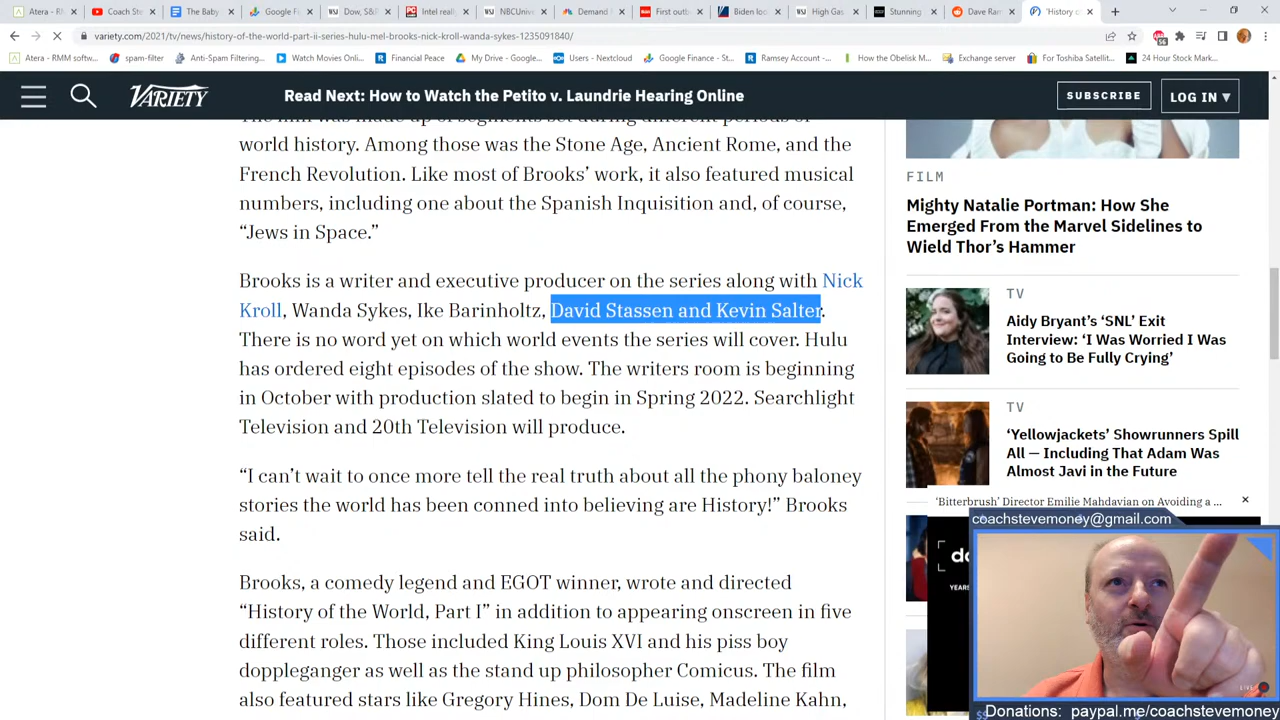 Atera - RM
Coach Ste
The Baby
Google F
Dow, S&
Intel real
NBCUniv
Demand
First outb
Biden loo
High Gas
Stunning
Dave Ran
'History o
variety.com/2021/tv/news/history-of-the-world-part-ii-series-hulu-mel-brooks-nick-kroll-wanda-sykes-1235091840/
Atera - RMM softw...
spam-filter
Anti-Spam Filtering...
Watch Movies Onli...
Financial Peace
My Drive - Google...
Users - Nextcloud
Google Finance - St...
Ramsey Account...
How the Obelisk M...
Exchange server
For Toshiba Satellit...
24 Hour Stock Mark...
VARIETY
Read Next: How to Watch the Petito v. Laundrie Hearing Online
SUBSCRIBE
LOG IN ▼
The film was made up of segments set during different periods of
world history. Among those was the Stone Age, Ancient Rome, and the
French Revolution. Like most of Brooks’ work, it also featured musical
numbers, including one about the Spanish Inquisition and, of course,
“Jews in Space.”
Brooks is a writer and executive producer on the series along with Nick
Kroll, Wanda Sykes, Ike Barinholtz, David Stassen and Kevin Salter.
There is no word yet on which world events the series will cover. Hulu
has ordered eight episodes of the show. The writers room is beginning
in October with production slated to begin in Spring 2022. Searchlight
Television and 20th Television will produce.
“I can’t wait to once more tell the real truth about all the phony baloney
stories the world has been conned into believing are History!” Brooks
said.
Brooks, a comedy legend and EGOT winner, wrote and directed
“History of the World, Part I” in addition to appearing onscreen in five
different roles. Those included King Louis XVI and his piss boy
doppleganger as well as the stand up philosopher Comicus. The film
also featured stars like Gregory Hines, Dom De Luise, Madeline Kahn,
FILM
Mighty Natalie Portman: How She
Emerged From the Marvel Sidelines to
Wield Thor’s Hammer
TV
Aidy Bryant’s ‘SNL’ Exit
Interview: ‘I Was Worried I Was
Going to Be Fully Crying’
TV
‘Yellowjackets’ Showrunners Spill
All — Including That Adam Was
Almost Javi in the Future
‘Bitterbrush’ Director Emilie Mahdavian on Avoiding a ...
coachstevemoney@gmail.com
do
YEARS
LIVE
Donations: paypal.me/coachstevemoney